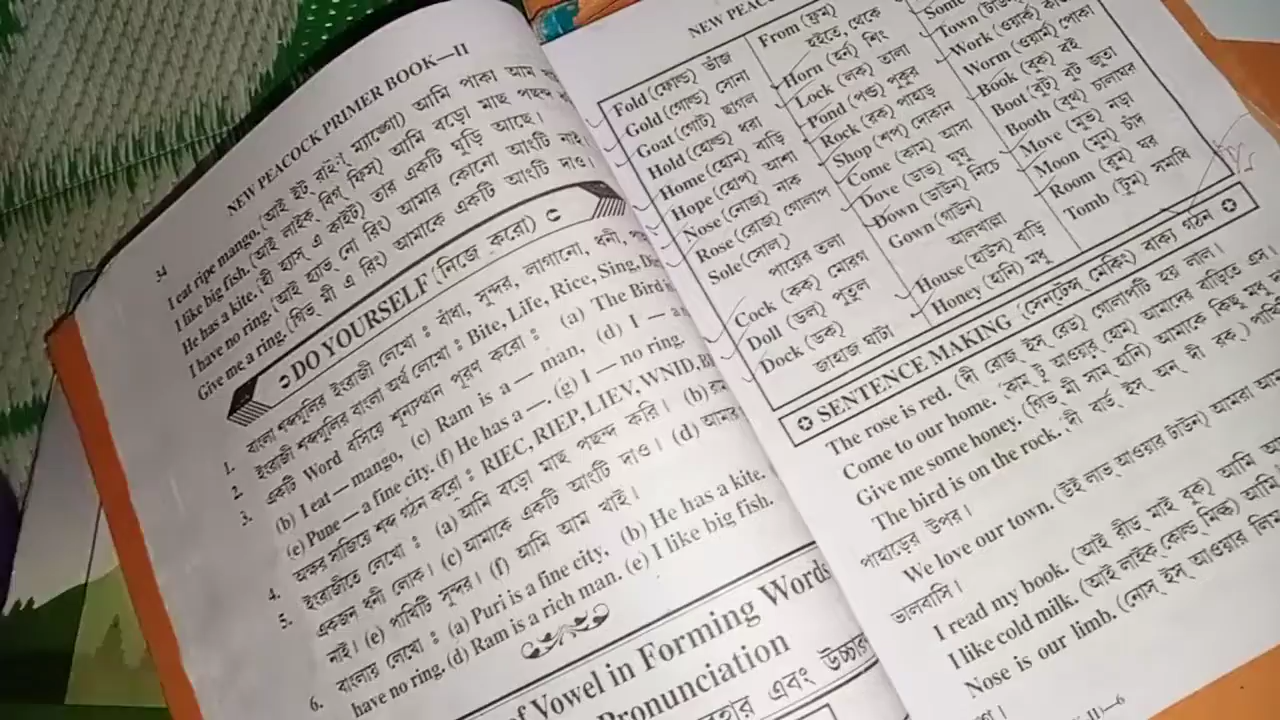 34
NEW PEACOCK PRIMER BOOK—II
I eat ripe mango. (আই ইট্ রাইপ্ ম্যাঙ্গো) আমি পাকা আম
I like big fish. (আই লাইক্ বিগ্ ফিস্) আমি বড়ো মাছ পছন্দ
He has a kite. (হী হ্যাস্ এ কাইট্) তার একটি ঘুড়ি আছে।
I have no ring. (আই হ্যাভ্ নো রিং) আমার কোনো আংটি নাই।
Give me a ring. (গিভ্ মী এ রিং) আমাকে একটি আংটি দাও।
DO YOURSELF (নিজে করো)
1. বাংলা শব্দগুলির ইংরাজী লেখো ঃ বাঁধা, সুন্দর, লাগানো, ধনী,
2. ইংরাজী শব্দগুলির বাংলা অর্থ লেখো ঃ Bite, Life, Rice, Sing,
3. একটি Word বসিয়ে শূন্যস্থান পূরণ করো ঃ (a) The Bird
(b) I eat — mango, (c) Ram is a — man, (d) I —
(e) Pune — a fine city. (f) He has a —. (g) I — no ring.
4. অক্ষর সাজিয়ে শব্দ গঠন করো ঃ RIEC, RIEP, LIEV, WNID,
5. ইংরাজীতে লেখো ঃ (a) আমি বড়ো মাছ পছন্দ করি। (b)
একজন ধনী লোক। (c) আমাকে একটি আংটি দাও। (d) আমার
নাই। (e) পৃথিবী সুন্দর। (f) আমি আম খাই।
6. বাংলায় লেখো ঃ (a) Puri is a fine city, (b) He has a kite.
have no ring. (d) Ram is a rich man. (e) I like big fish.
of Vowel in Forming Words
Pronunciation
এবং
NEW
Fold (ফোল্ড) ভাঁজ
Gold (গোল্ড) সোনা
Goat (গোট) ছাগল
Hold (হোল্ড) ধরা
Home (হোম) বাড়ি
Hope (হোপ) আশা
Nose (নোজ) নাক
Rose (রোজ) গোলাপ
Sole (সোল)
পায়ের তলা
Cock (কক্) মোরগ
Doll (ডল) পুতুল
Dock (ডক)
জাহাজ ঘাটা
From (ফ্রম)
হইতে, থেকে
Horn (হর্ন) শিং
Lock (লক্) তালা
Pond (পন্ড) পুকুর
Rock (রক্) পাহাড়
Shop (শপ্) দোকান
Come (কাম্) আসা
Dove (ডাভ্) ঘুঘু
Down (ডাউন) নিচে
Gown (গাউন)
আলখাল্লা
House (হাউস) বাড়ি
Honey (হানি) মধু
Some
Town (টাউন)
Work (ওয়ার্ক)
Worm (ওয়ার্ম) পোকা
Book (বুক্) বই
Boot (বুট্) বুট জুতা
Booth (বুথ) চালাঘর
Move (মুভ) নড়া
Moon (মুন) চাঁদ
Room (রুম) ঘর
Tomb (টুম) সমাধি
SENTENCE MAKING (সেনটেন্স মেকিং) বাক্য গঠন
The rose is red. (দী রোজ্ ইস্ রেড্) গোলাপটি হয় লাল।
Come to our home. (কাম্ টু আওয়ার হোম্) আমাদের বাড়িতে এস।
Give me some honey. (গিভ্ মী সাম্ হানি) আমাকে কিছু মধু
The bird is on the rock. (দী বার্ড্ ইস্ অন্ দী রক্)
পাহাড়ের উপর।
We love our town. (উই লাভ আওয়ার টাউন) আমরা
ভালবাসি।
I read my book. (আই রীড্ মাই বুক্) আমি
I like cold milk. (আই লাইক কোল্ড মিল্ক) আমি
Nose is our limb. (নোস্ ইস্ আওয়ার